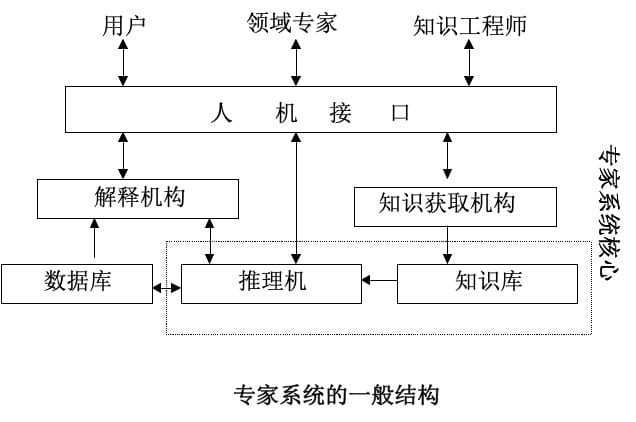 用户
领域专家
知识工程师
人 机 接 口
解释机构
知识获取机构
专家系统核心
数据库
推理机
知识库
专家系统的一般结构